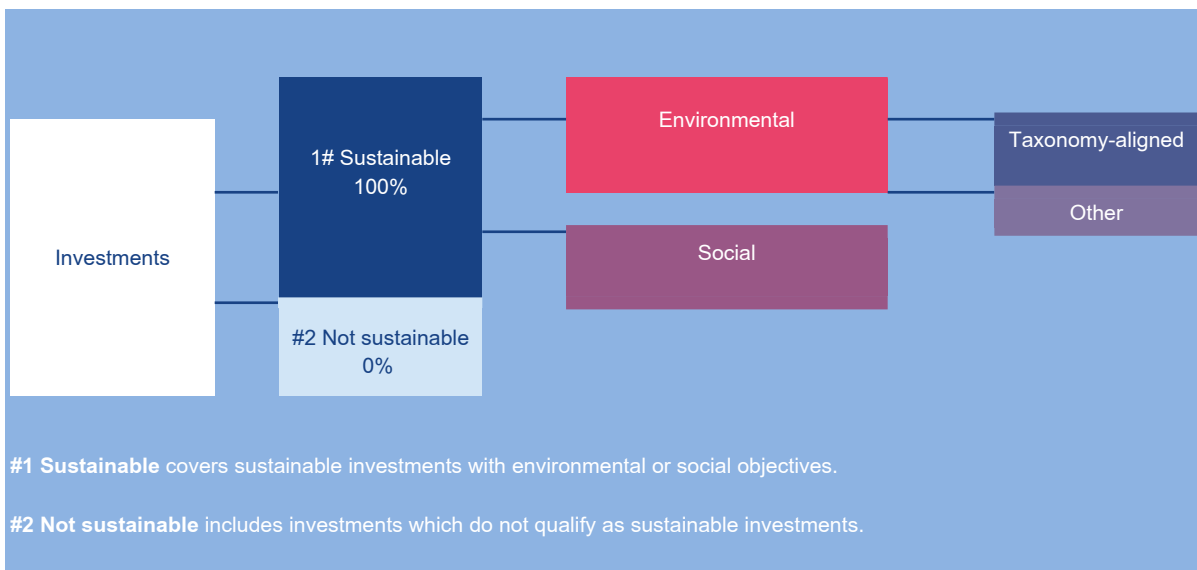 Investments
1# Sustainable
100%
#2 Not sustainable
0%
Environmental
Social
Taxonomy-aligned
Other
#1 Sustainable covers sustainable investments with environmental or social objectives.
#2 Not sustainable includes investments which do not qualify as sustainable investments.